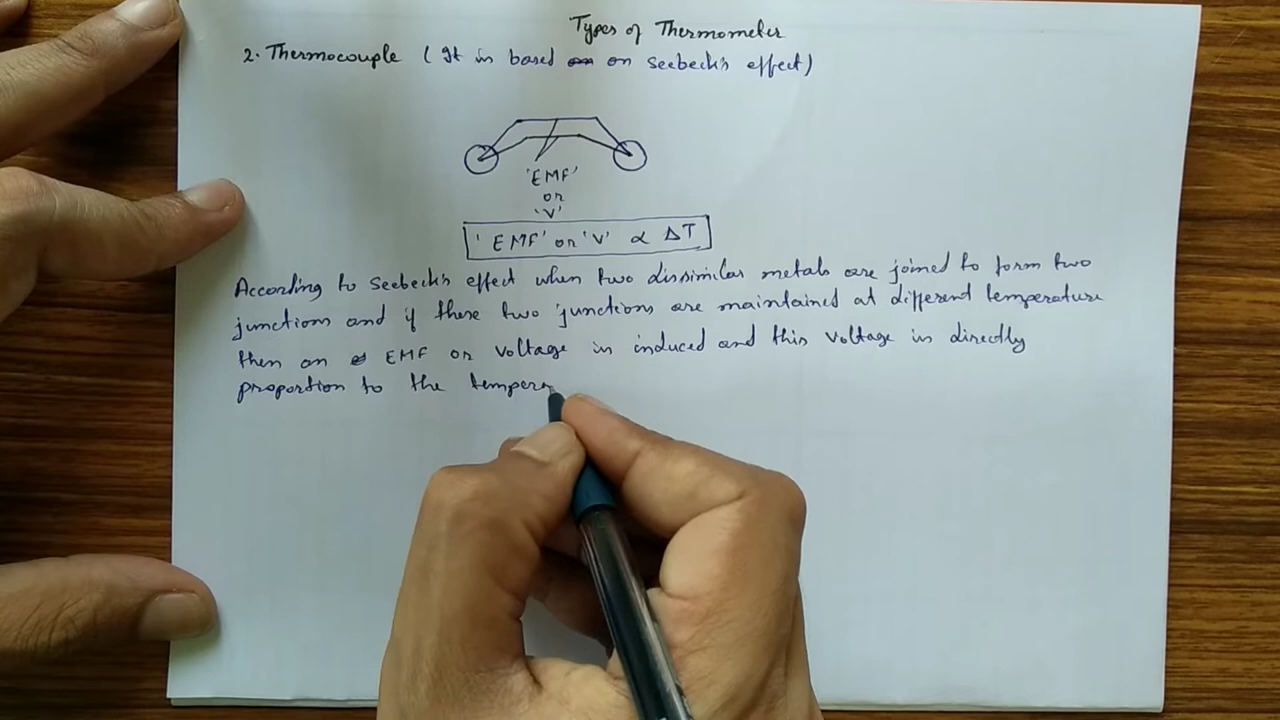 Types of Thermometer
2. Thermocouple ( It is based on on Seebeck's effect)
'EMF'
or
'V'
'EMF' or 'V' ∝ ΔT
According to Seebeck's effect when two dissimilar metals are joined to form two
junctions and if these two junctions are maintained at different temperature
then an EMF or voltage is induced and this voltage is directly
proportion to the tempera